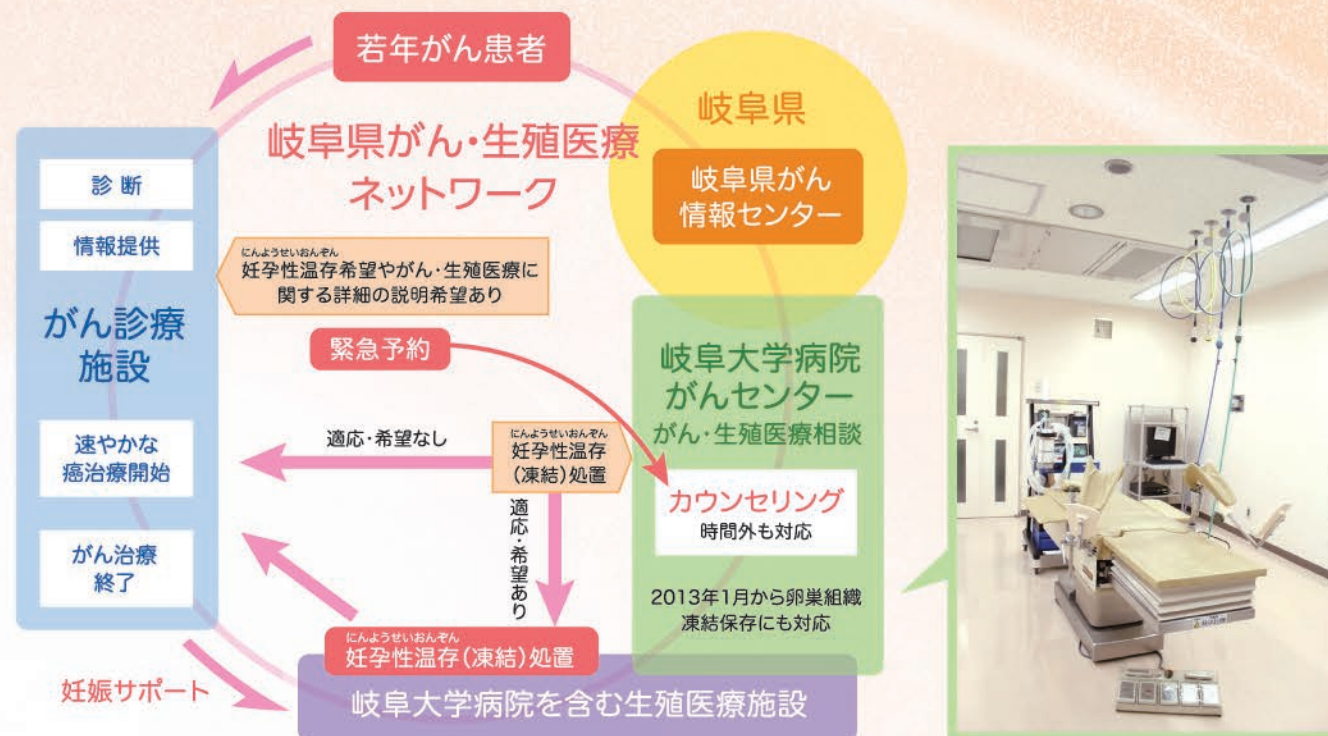 若年がん患者
岐阜県がん・生殖医療
ネットワーク
岐阜県
岐阜県がん
情報センター
診断
情報提供
がん診療
施設
速やかな
癌治療開始
がん治療
終了
にんようせいおんぞん
妊孕性温存希望やがん・生殖医療に
関する詳細の説明希望あり
緊急予約
岐阜大学病院
がんセンター
がん・生殖医療相談
カウンセリング
時間外も対応
2013年1月から卵巣組織
凍結保存にも対応
適応・希望なし
にんようせいおんぞん
妊孕性温存
(凍結)処置
適応・希望あり
にんようせいおんぞん
妊孕性温存(凍結)処置
岐阜大学病院を含む生殖医療施設
妊娠サポート